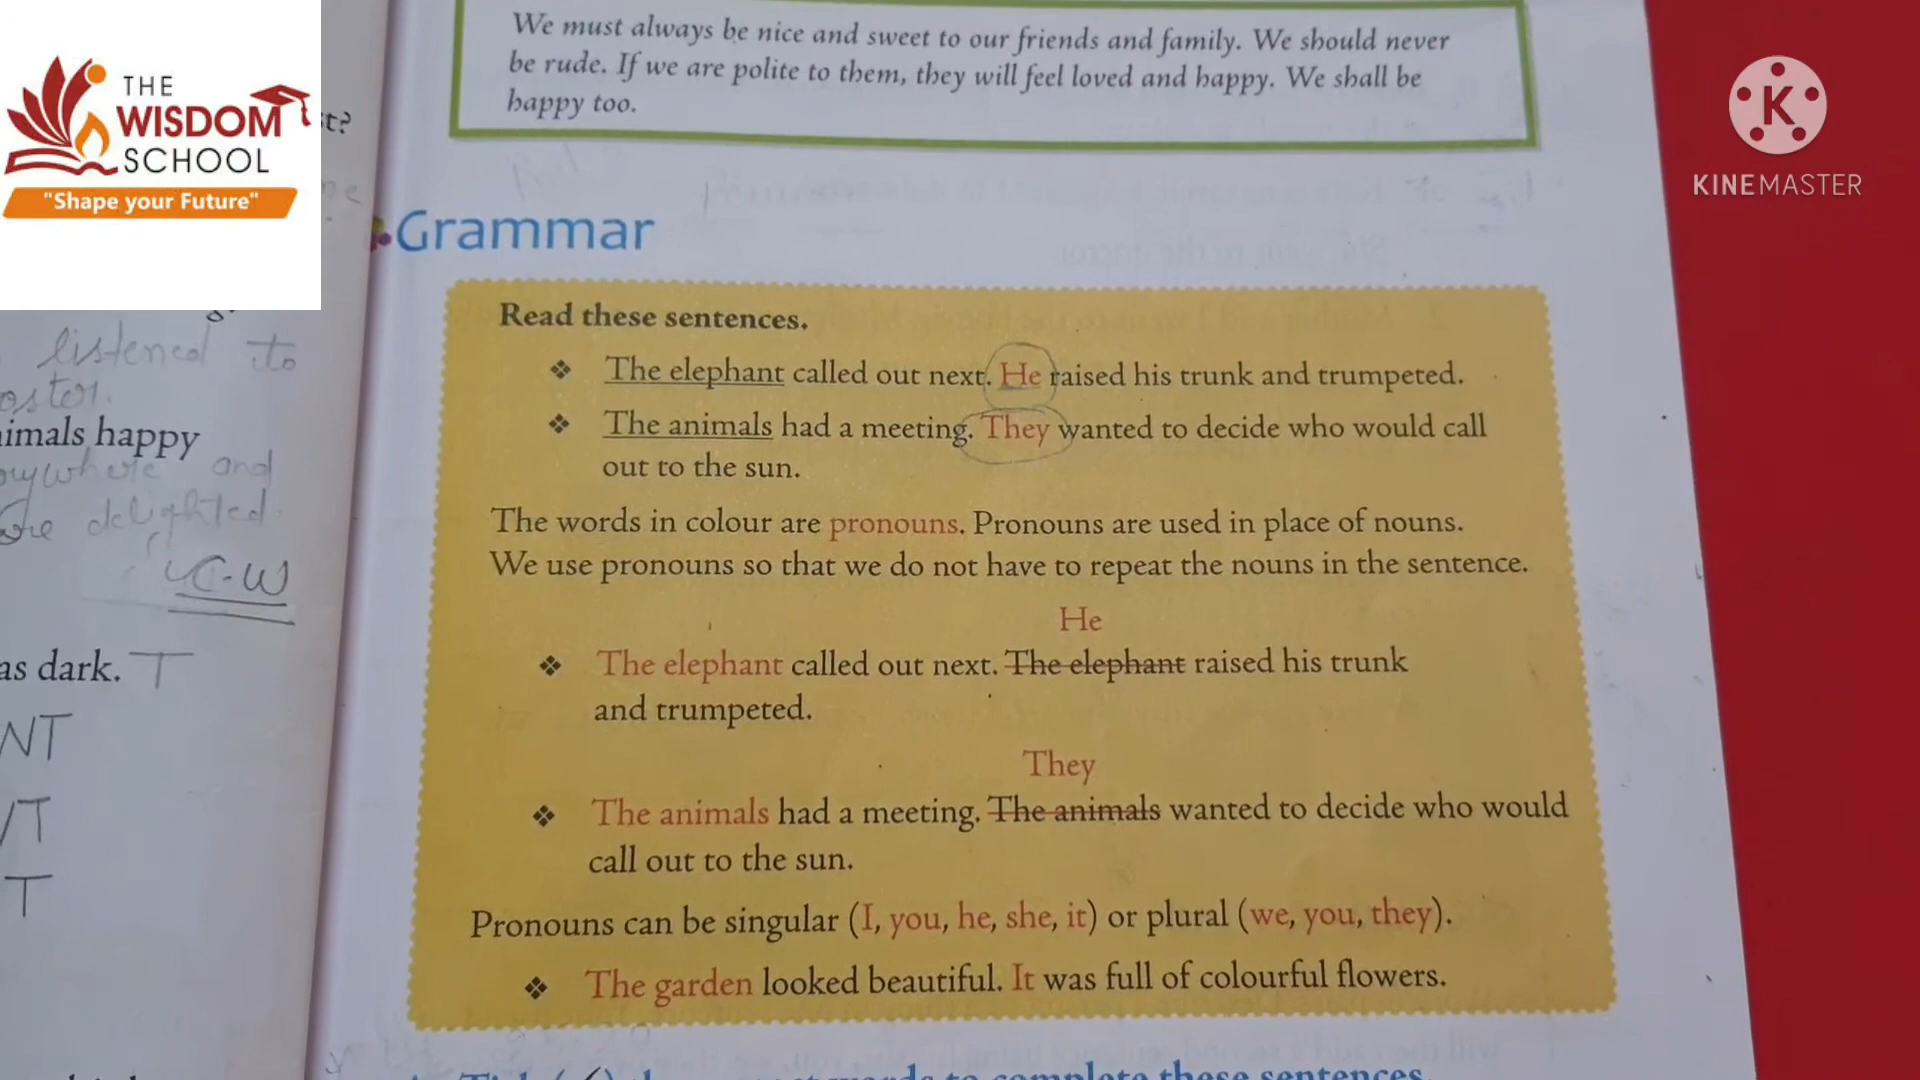 THE
WISDOM
SCHOOL
"Shape your Future"
KINEMASTER
st?
listened to
imals happy
and
delighted.
C-W
as dark. T
NT
T
T
We must always be nice and sweet to our friends and family. We should never
be rude. If we are polite to them, they will feel loved and happy. We shall be
happy too.
Grammar
Read these sentences.
❖ The elephant called out next. He raised his trunk and trumpeted.
❖ The animals had a meeting. They wanted to decide who would call
out to the sun.
The words in colour are pronouns. Pronouns are used in place of nouns.
We use pronouns so that we do not have to repeat the nouns in the sentence.
He
❖ The elephant called out next. The elephant raised his trunk
and trumpeted.
They
❖ The animals had a meeting. The animals wanted to decide who would
call out to the sun.
Pronouns can be singular (I, you, he, she, it) or plural (we, you, they).
❖ The garden looked beautiful. It was full of colourful flowers.
to complete these sentences.